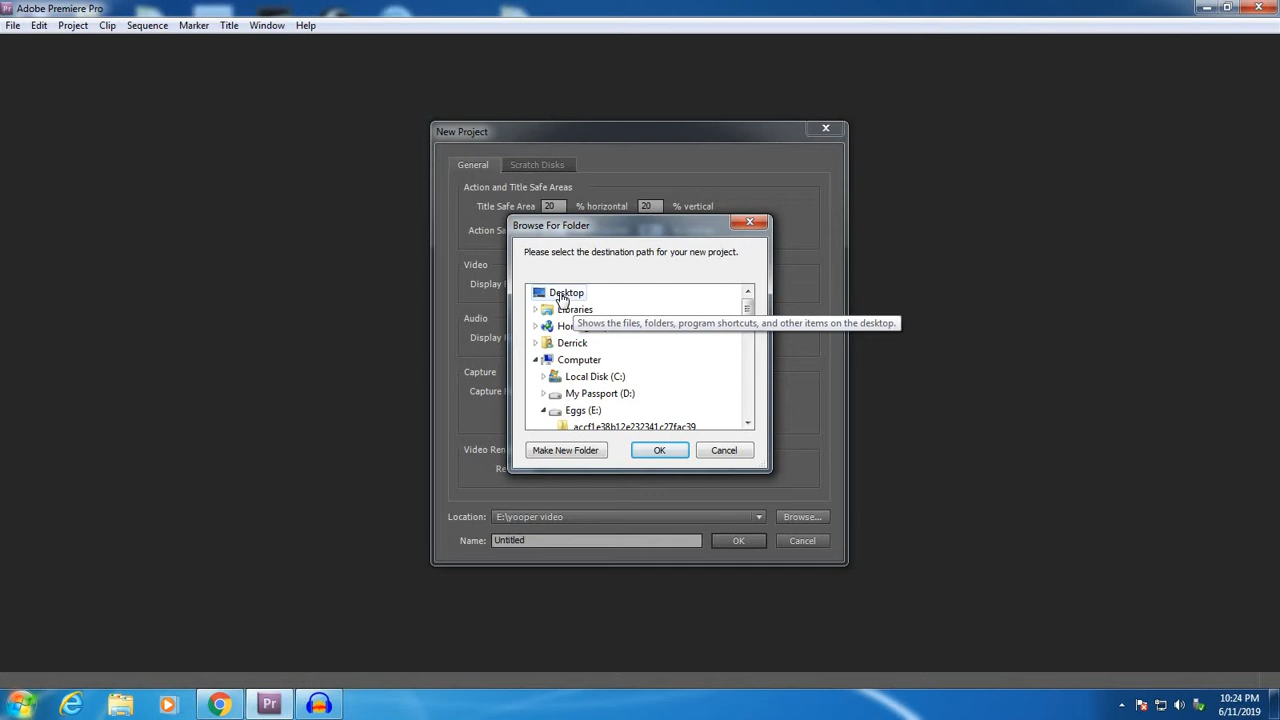 Adobe Premiere Pro
File Edit Project Clip Sequence Marker Title Window Help
New Project
General Scratch Disks
Action and Title Safe Areas
Title Safe Area 20 % horizontal 20 % vertical
Browse For Folder
Action
Please select the destination path for your new project.
Video
Display
Desktop
Libraries
Shows the files, folders, program shortcuts, and other items on the desktop.
Audio
Display
Derrick
Computer
Capture
Local Disk (C:)
Capture
My Passport (D:)
Eggs (E:)
accf1e38b12e232341c27fac39
Video
Make New Folder OK Cancel
Location: E:\yooper video Browse...
Name: Untitled OK Cancel
Pr
10:24 PM
6/11/2019